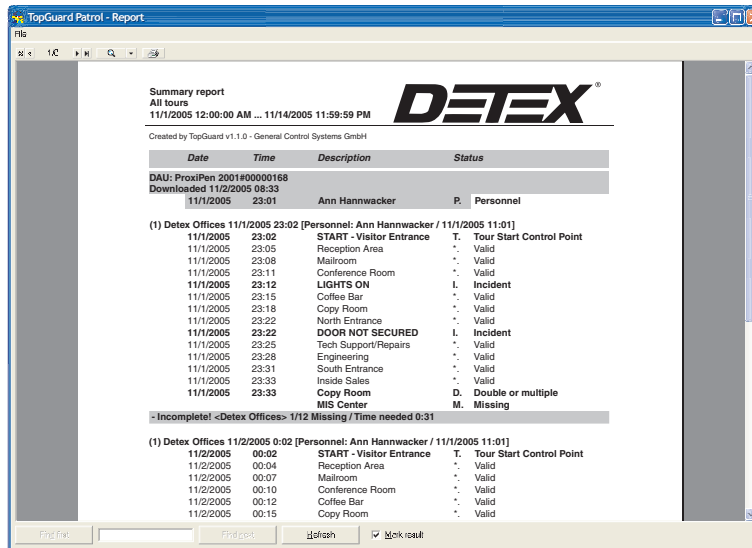 TopGuard Patrol - Report
File
Summary report
All tours
11/1/2005 12:00:00 AM ... 11/14/2005 11:59:59 PM
DETEX®
Created by TopGuard v1.1.0 - General Control Systems GmbH
Date Time Description Status
DAU: ProxiPen 2001#00000168
Downloaded 11/2/2005 08:33
11/1/2005 23:01 Ann Hannwacker P. Personnel
(1) Detex Offices 11/1/2005 23:02 [Personnel: Ann Hannwacker / 11/1/2005 11:01]
11/1/2005 23:02 START - Visitor Entrance T. Tour Start Control Point
11/1/2005 23:05 Reception Area *. Valid
11/1/2005 23:08 Mailroom *. Valid
11/1/2005 23:11 Conference Room *. Valid
11/1/2005 23:12 LIGHTS ON I. Incident
11/1/2005 23:15 Coffee Bar *. Valid
11/1/2005 23:18 Copy Room *. Valid
11/1/2005 23:22 North Entrance *. Valid
11/1/2005 23:22 DOOR NOT SECURED I. Incident
11/1/2005 23:25 Tech Support/Repairs *. Valid
11/1/2005 23:28 Engineering *. Valid
11/1/2005 23:31 South Entrance *. Valid
11/1/2005 23:33 Inside Sales *. Valid
11/1/2005 23:33 Copy Room D. Double or multiple
MIS Center M. Missing
- Incomplete! <Detex Offices> 1/12 Missing / Time needed 0:31
(1) Detex Offices 11/2/2005 0:02 [Personnel: Ann Hannwacker / 11/1/2005 11:01]
11/2/2005 00:02 START - Visitor Entrance T. Tour Start Control Point
11/2/2005 00:04 Reception Area *. Valid
11/2/2005 00:07 Mailroom *. Valid
11/2/2005 00:10 Conference Room *. Valid
11/2/2005 00:12 Coffee Bar *. Valid
11/2/2005 00:15 Copy Room *. Valid
Find first Find next Refresh Mark result